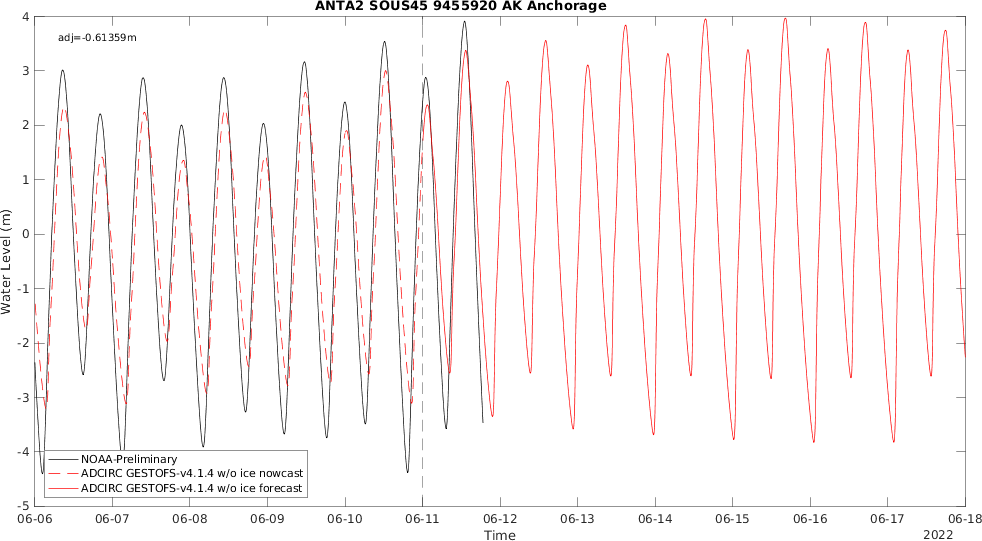 ANTA2 SOUS45 9455920 AK Anchorage
adj=-0.61359m
4
3
2
1
0
-1
-2
-3
-4
-5
Water Level (m)
NOAA-Preliminary
ADCIRC GESTOFS-v4.1.4 w/o ice nowcast
ADCIRC GESTOFS-v4.1.4 w/o ice forecast
06-06 06-07 06-08 06-09 06-10 06-11 06-12 06-13 06-14 06-15 06-16 06-17 06-18
Time
2022